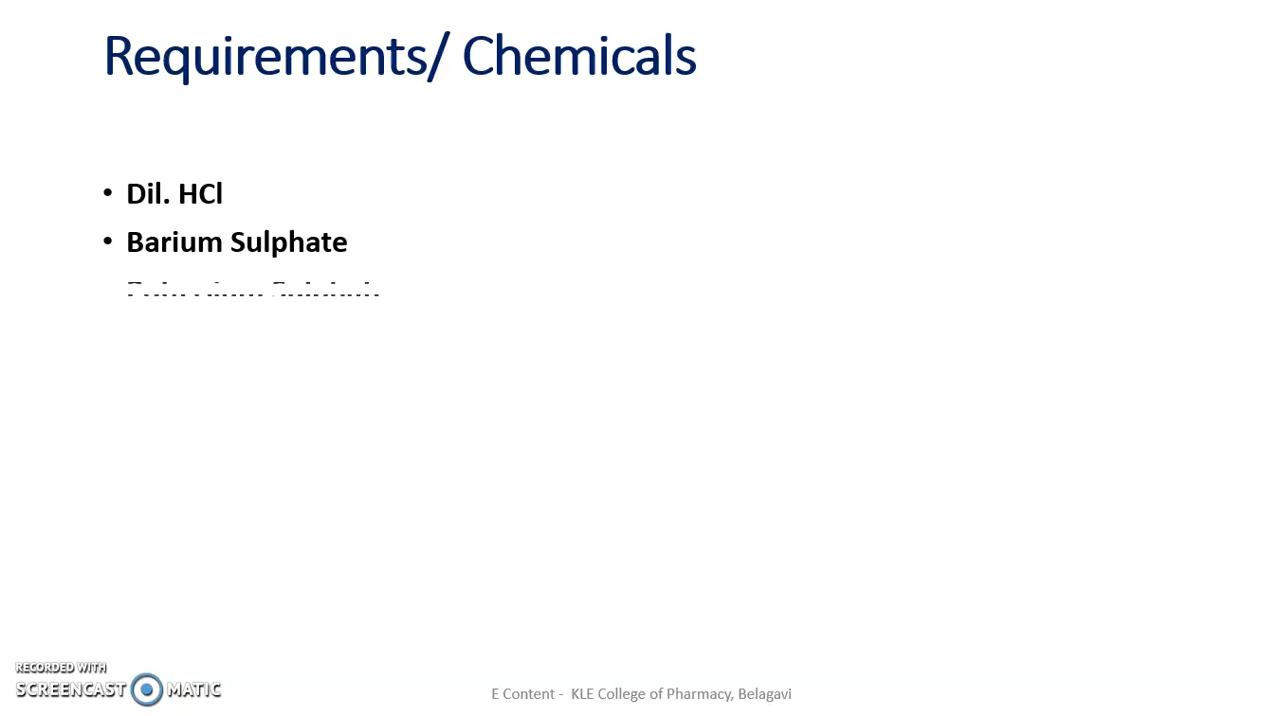 Requirements/ Chemicals
• Dil. HCl
• Barium Sulphate
RECORDED WITH
SCREENCAST MATIC
E Content - KLE College of Pharmacy, Belagavi